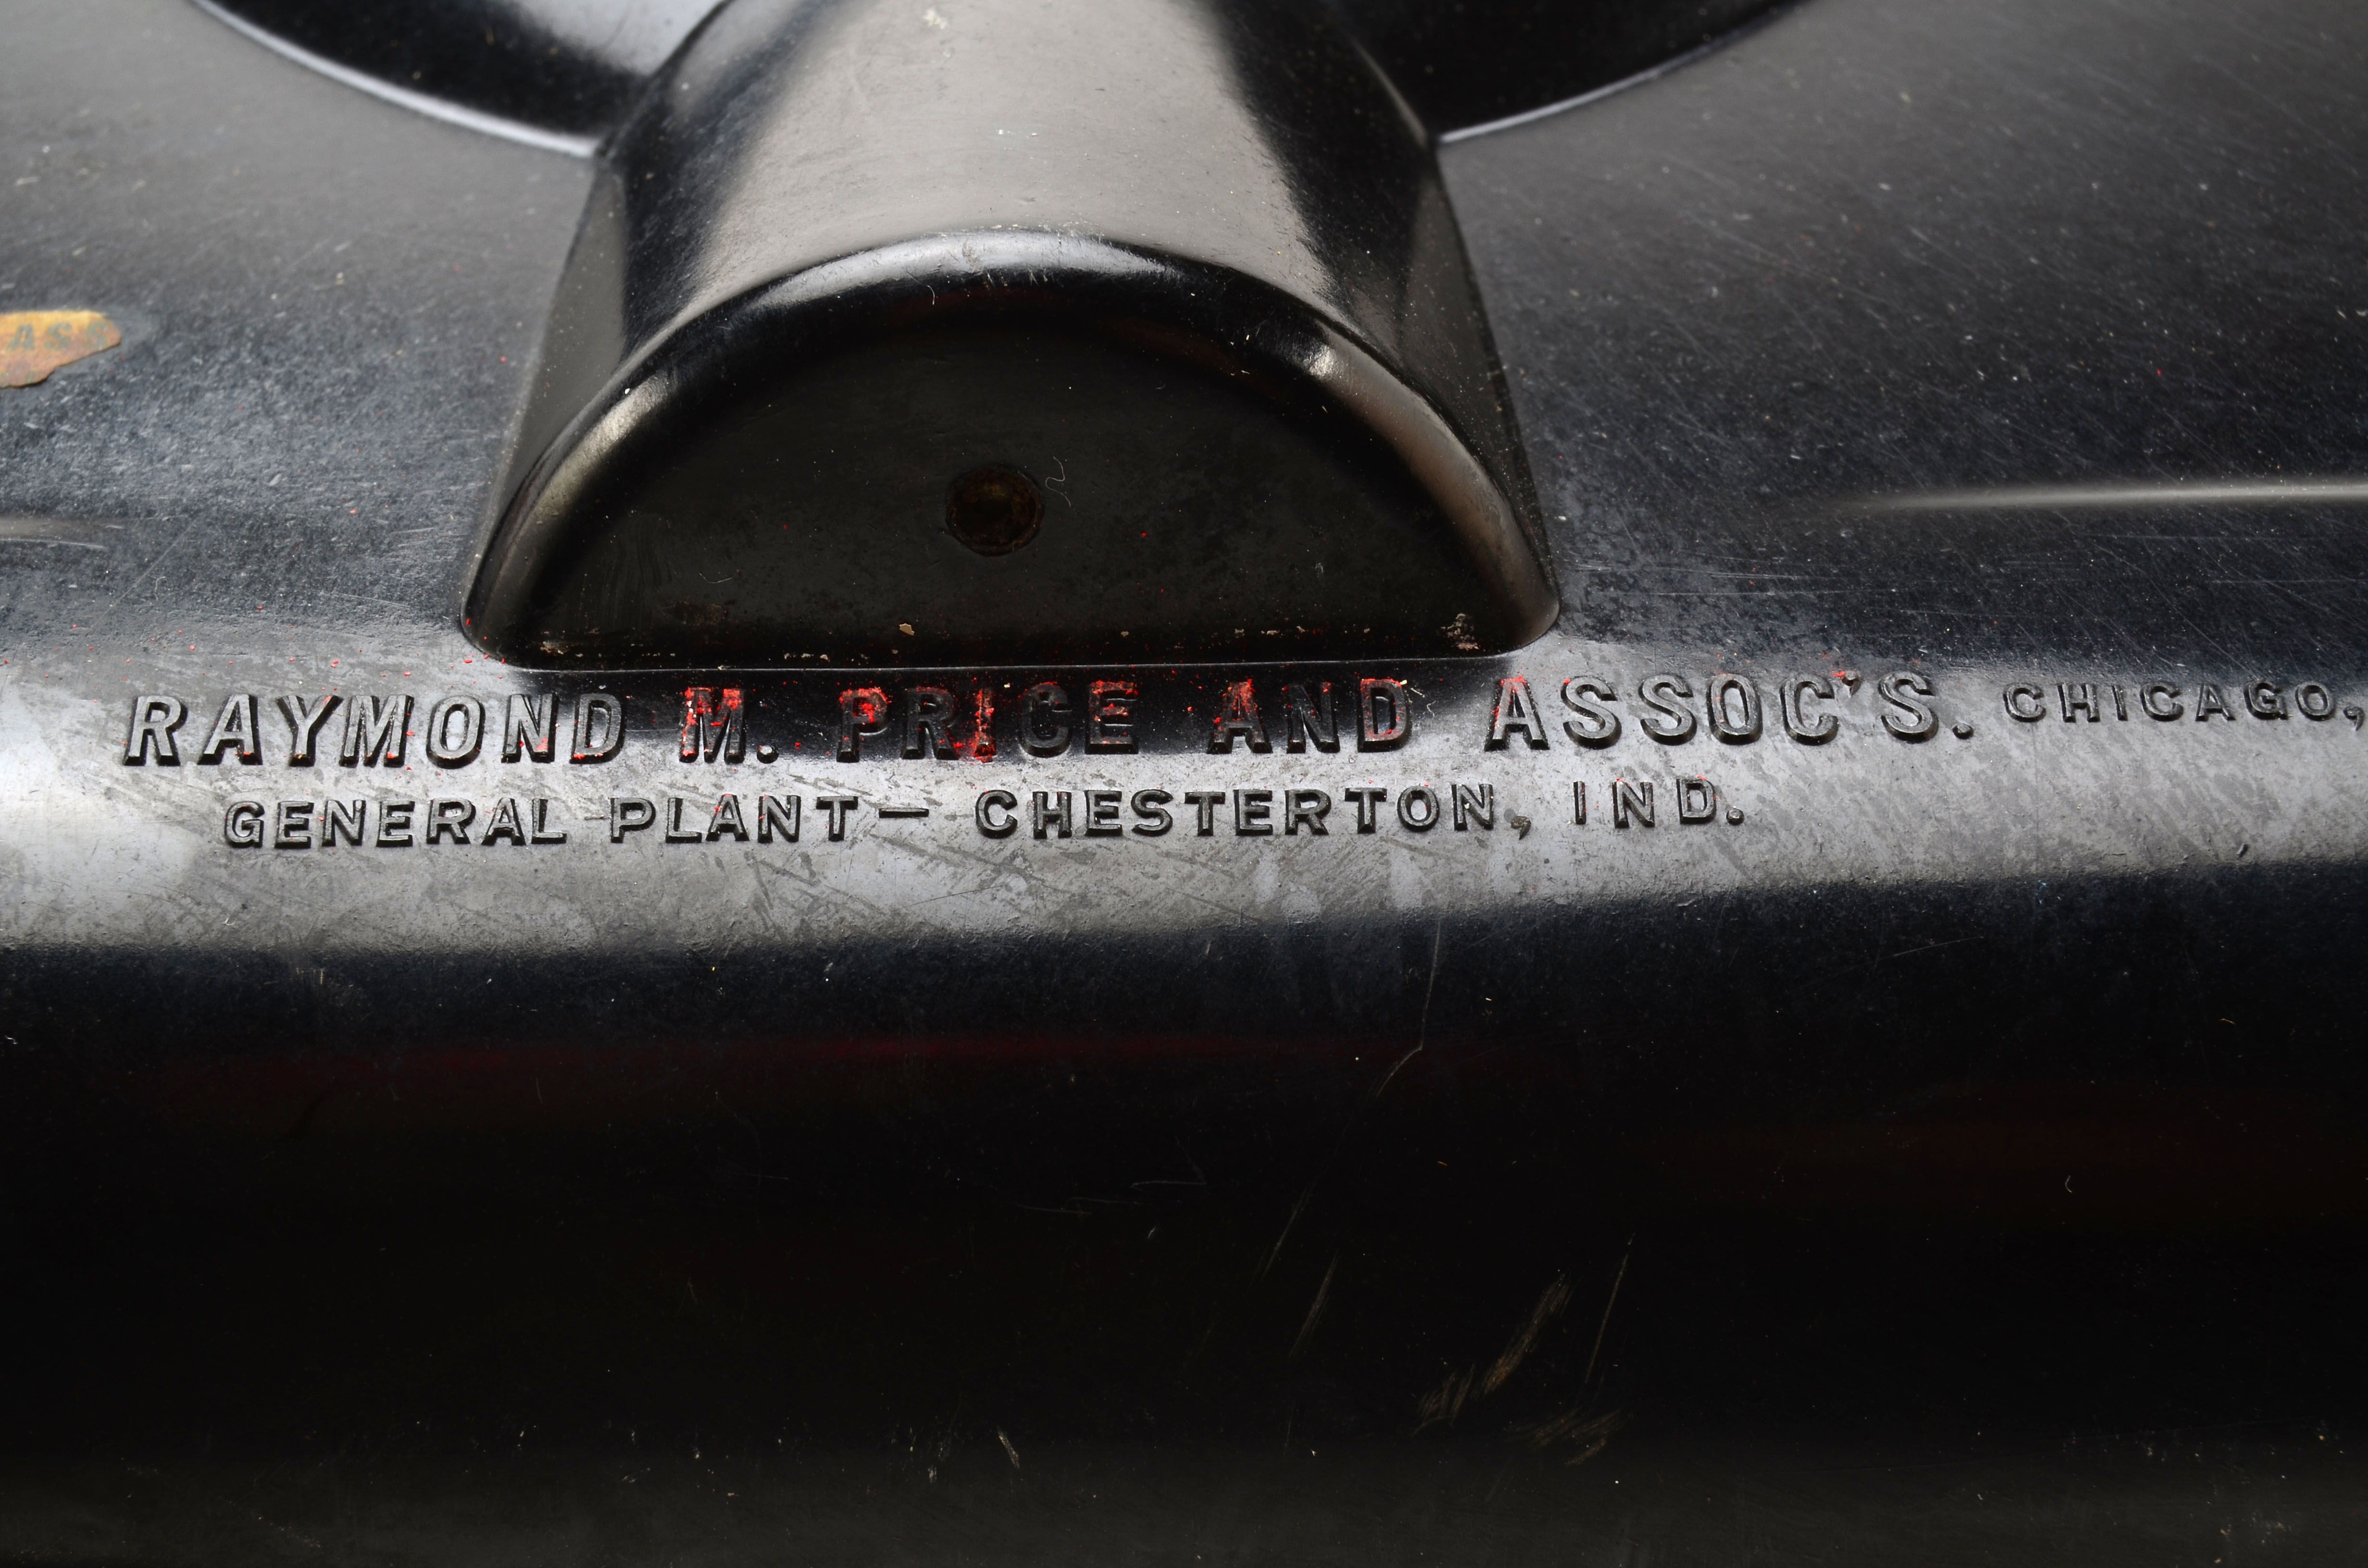 RAYMOND M. PRICE AND ASSOC'S. CHICAGO,
GENERAL PLANT— CHESTERTON, IND.